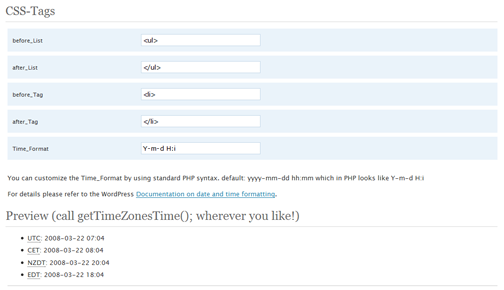 CSS-Tags
before_List <ul>
after_List </ul>
before_Tag <li>
after_Tag </li>
Time_Format Y-m-d H:i
You can customize the Time_Format by using standard PHP syntax. default: yyyy-mm-dd hh:mm which in PHP looks like Y-m-d H:i
For details please refer to the WordPress Documentation on date and time formatting.
Preview (call getTimeZonesTime(); wherever you like!)
UTC: 2008-03-22 07:04
CET: 2008-03-22 08:04
NZDT: 2008-03-22 20:04
EDT: 2008-03-22 18:04